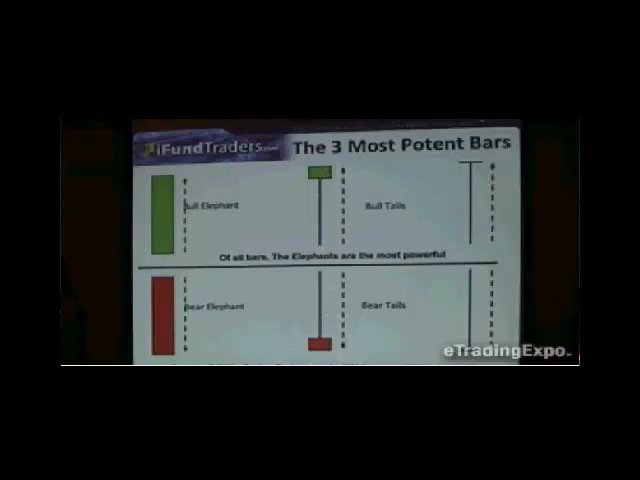 iFundTraders.com
The 3 Most Potent Bars
Bull Elephant
Bull Tails
Of all bars, The Elephants are the most powerful
Bear Elephant
Bear Tails
eTradingExpo